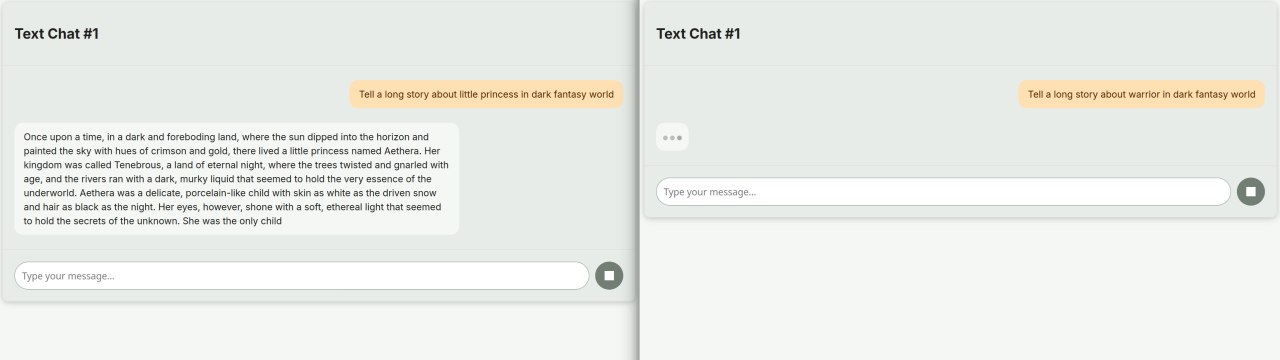 Text Chat #1
Tell a long story about little princess in dark fantasy world
Once upon a time, in a dark and foreboding land, where the sun dipped into the horizon and
painted the sky with hues of crimson and gold, there lived a little princess named Aethera. Her
kingdom was called Tenebrous, a land of eternal night, where the trees twisted and gnarled with
age, and the rivers ran with a dark, murky liquid that seemed to hold the very essence of the
underworld. Aethera was a delicate, porcelain-like child with skin as white as the driven snow
and hair as black as the night. Her eyes, however, shone with a soft, ethereal light that seemed
to hold the secrets of the unknown. She was the only child
Type your message...
Text Chat #1
Tell a long story about warrior in dark fantasy world
Type your message...